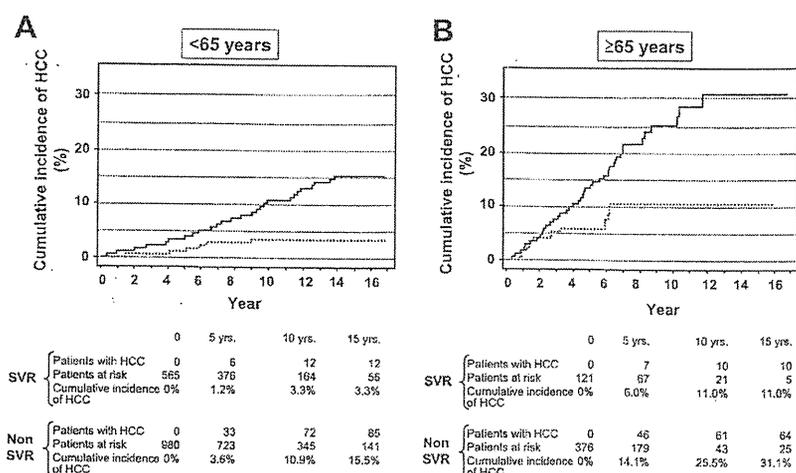 A
<65 years
Cumulative incidence of HCC
(%)
30
20
10
0
0 2 4 6 8 10 12 14 16
Year
0 5 yrs. 10 yrs. 15 yrs.
SVR
Patients with HCC 0 6 12 12
Patients at risk 565 376 164 56
Cumulative incidence 0% 1.2% 3.3% 3.3%
of HCC
Non
SVR
Patients with HCC 0 33 72 85
Patients at risk 980 723 345 141
Cumulative incidence 0% 3.6% 10.9% 15.5%
of HCC
B
≥65 years
Cumulative incidence of HCC
(%)
30
20
10
0
0 2 4 6 8 10 12 14 16
Year
0 5 yrs. 10 yrs. 15 yrs.
SVR
Patients with HCC 0 7 10 10
Patients at risk 121 67 21 5
Cumulative incidence 0% 6.0% 11.0% 11.0%
of HCC
Non
SVR
Patients with HCC 0 46 61 64
Patients at risk 376 179 43 25
Cumulative incidence 0% 14.1% 25.5% 31.1%
of HCC